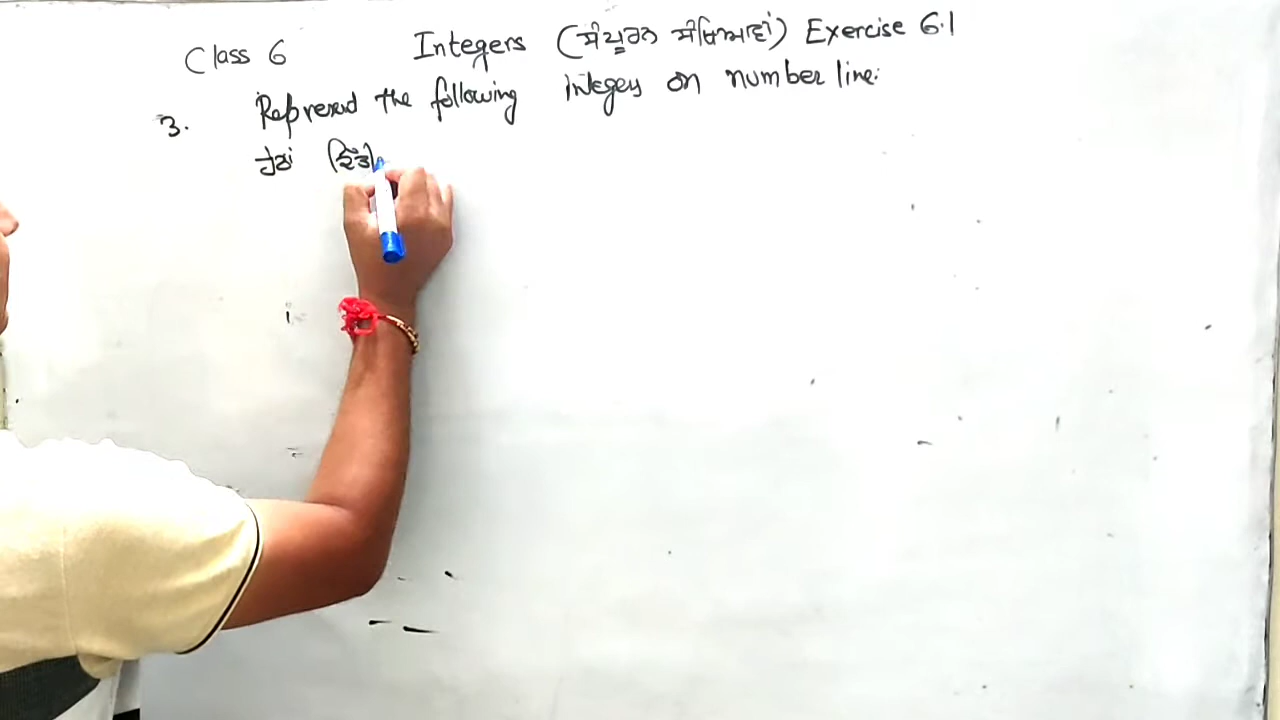 Class 6 Integers (ਸੰਪੂਰਨ ਸੰਖਿਆਵਾਂ) Exercise 6.1
3. Represent the following integers on number line:
ਹੇਠਾਂ ਦਿੱਤੇ
i.